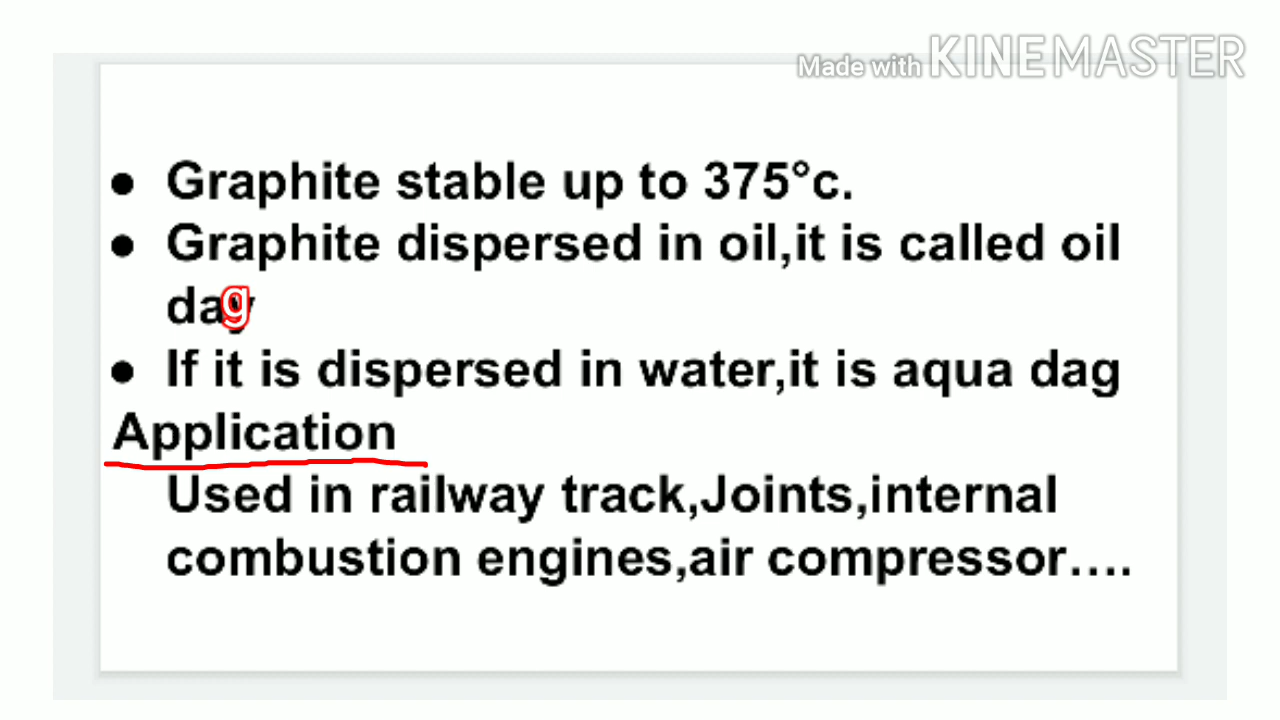 Made with KINEMASTER
● Graphite stable up to 375°c.
● Graphite dispersed in oil,it is called oil
dag
● If it is dispersed in water,it is aqua dag
Application
Used in railway track,Joints,internal
combustion engines,air compressor....